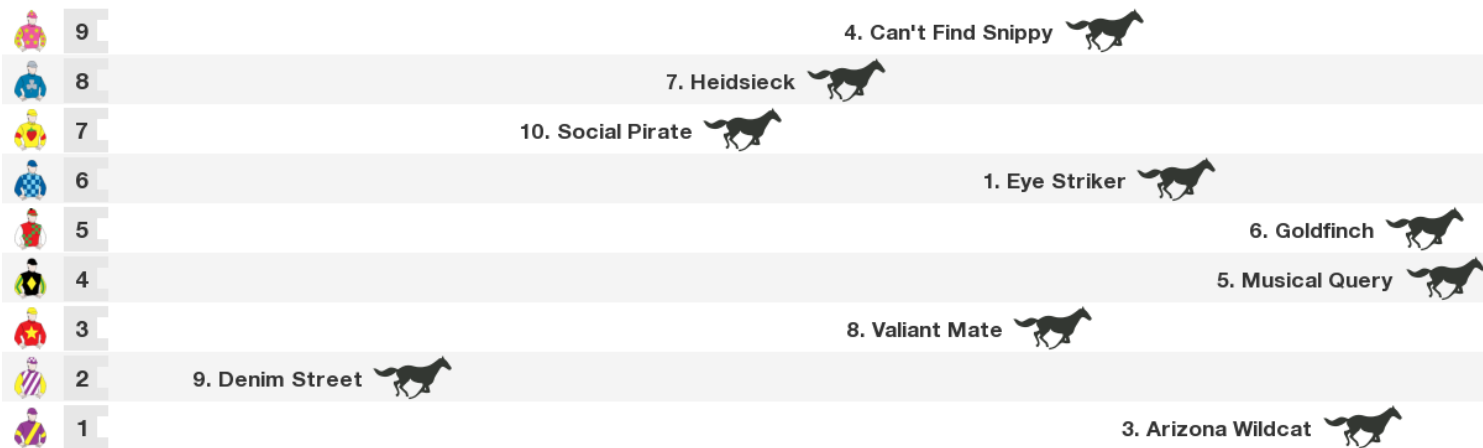 9 4. Can't Find Snippy
8 7. Heidsieck
7 10. Social Pirate
6 1. Eye Striker
5 6. Goldfinch
4 5. Musical Query
3 8. Valiant Mate
2 9. Denim Street
1 3. Arizona Wildcat